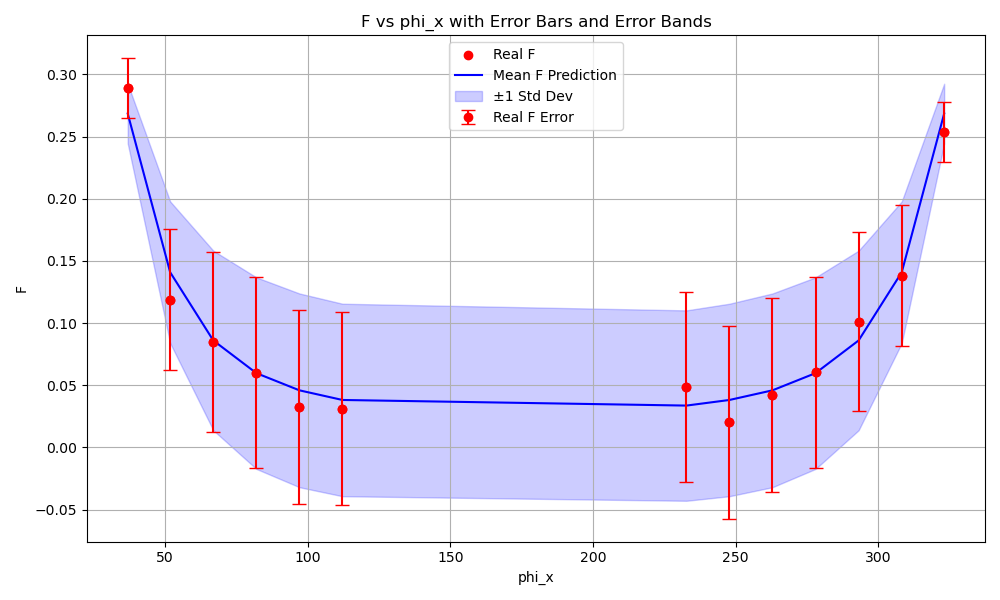 F vs phi_x with Error Bars and Error Bands
Real F
Mean F Prediction
±1 Std Dev
Real F Error
0.30
0.25
0.20
0.15
0.10
0.05
0.00
−0.05
F
50
100
150
200
250
300
phi_x